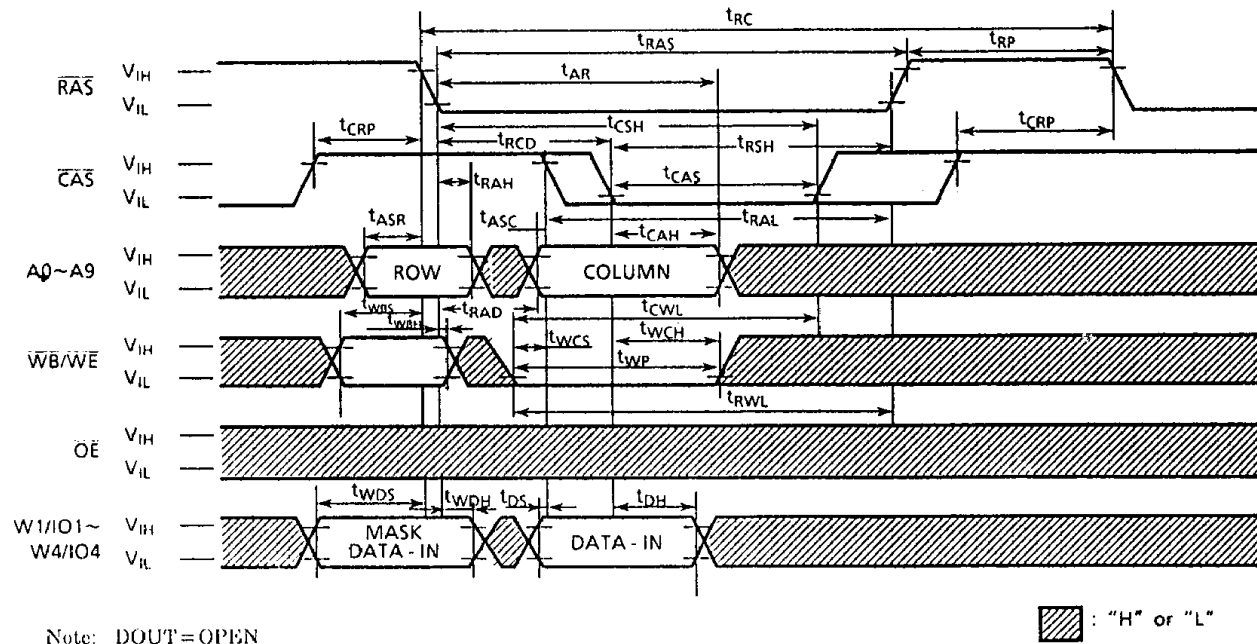 tRC
tRAS
tRP
RAS
VIH
VIL
tAR
tCRP
tCSH
tRCD
tRSH
tCRP
CAS
VIH
VIL
tRAH
tCAS
tASR
tASC
tRAL
tCAH
A0~A9
VIH
VIL
ROW
COLUMN
tWBS
tWBH
tRAD
tCWL
tWCS
tWCH
WB/WE
VIH
VIL
tWP
tRWL
OE
VIH
VIL
tWDS
tWDH
tDS
tDH
W1/IO1~
W4/IO4
VIH
VIL
MASK
DATA-IN
DATA-IN
Note: DOUT=OPEN
: "H" or "L"